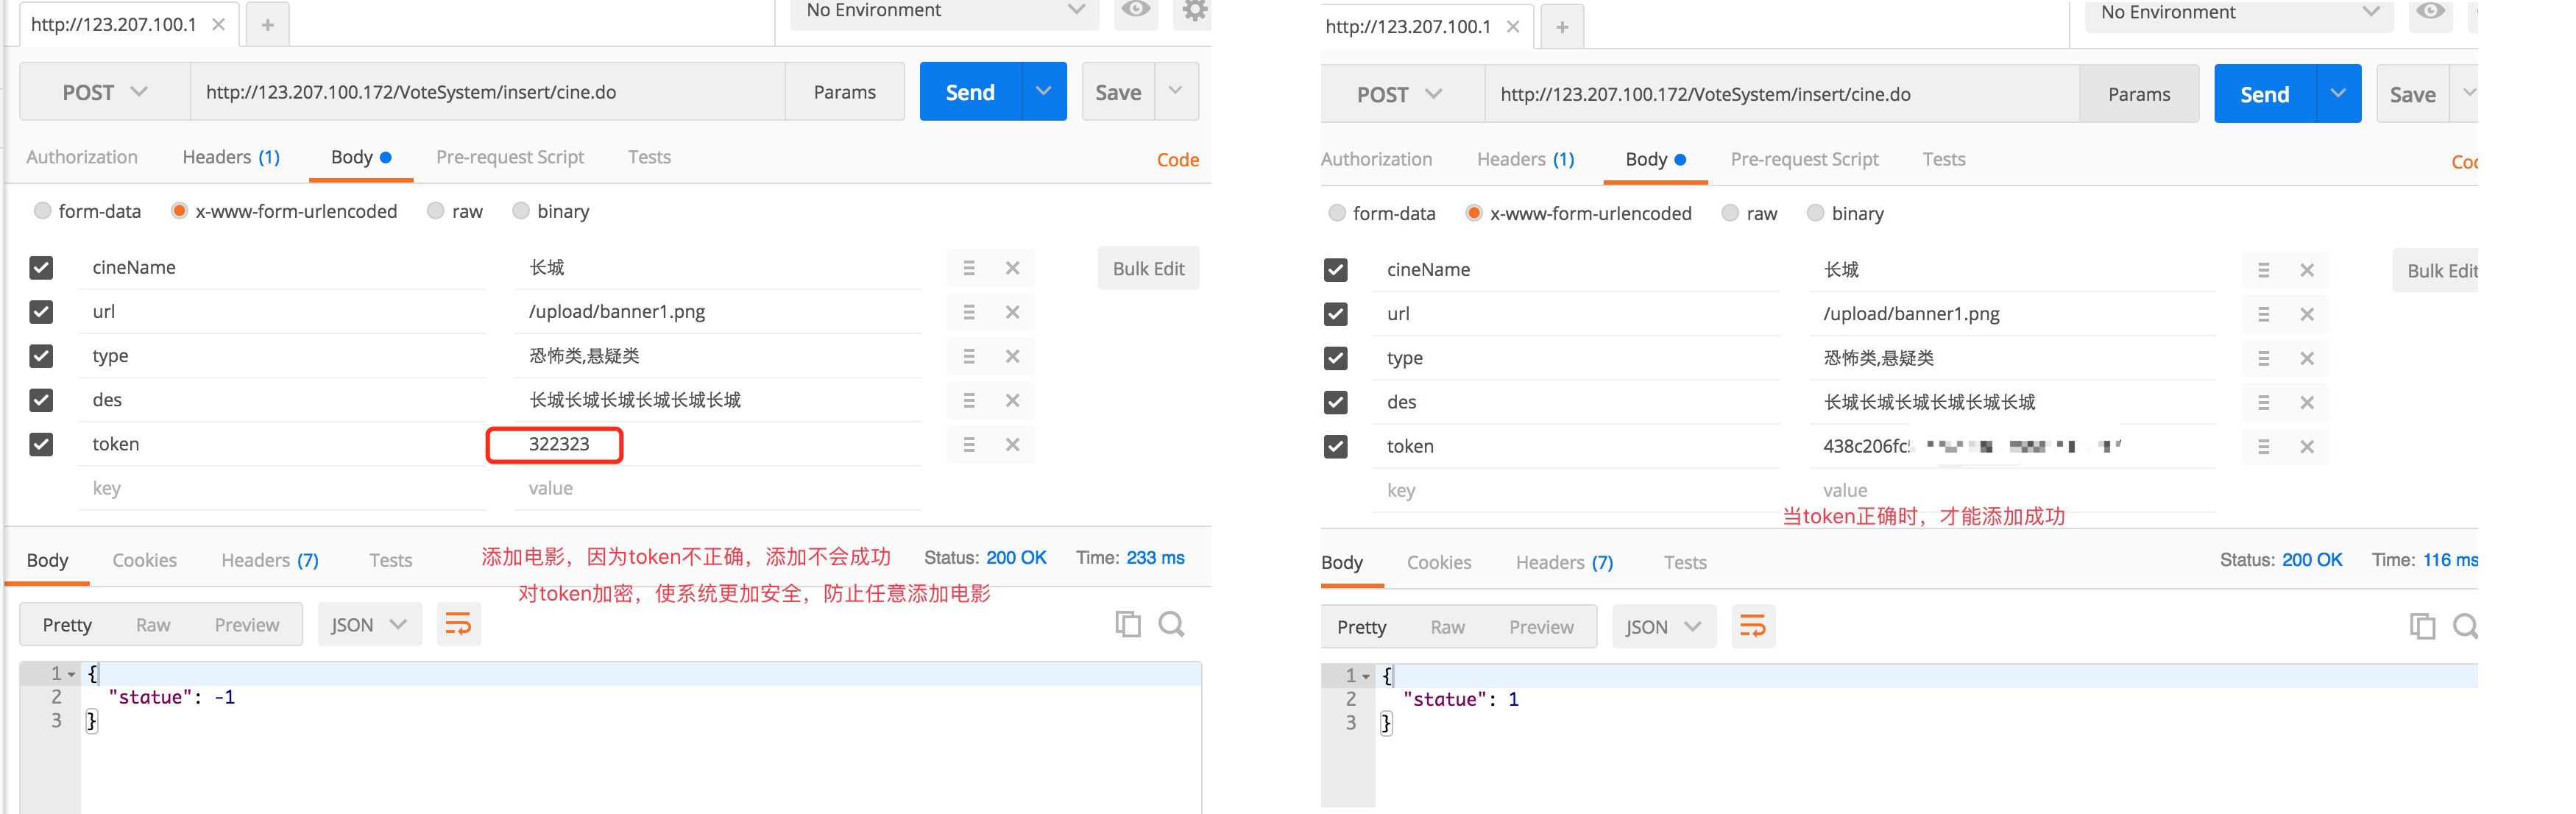 http://123.207.100.1
No Environment
POST
http://123.207.100.172/VoteSystem/insert/cine.do
Params
Send
Save
Authorization
Headers (1)
Body
Pre-request Script
Tests
Code
form-data
x-www-form-urlencoded
raw
binary
cineName
长城
Bulk Edit
url
/upload/banner1.png
type
恐怖类,悬疑类
des
长城长城长城长城长城长城
token
322323
key
value
Body
Cookies
Headers (7)
Tests
添加电影，因为token不正确，添加不会成功
Status: 200 OK
Time: 233 ms
对token加密，使系统更加安全，防止任意添加电影
Pretty
Raw
Preview
JSON
1 {
2 "statue": -1
3 }
http://123.207.100.1
No Environment
POST
http://123.207.100.172/VoteSystem/insert/cine.do
Params
Send
Save
Authorization
Headers (1)
Body
Pre-request Script
Tests
form-data
x-www-form-urlencoded
raw
binary
cineName
长城
Bulk Edit
url
/upload/banner1.png
type
恐怖类,悬疑类
des
长城长城长城长城长城长城
token
438c206fc
key
value
当token正确时，才能添加成功
Body
Cookies
Headers (7)
Tests
Status: 200 OK
Time: 116 ms
Pretty
Raw
Preview
JSON
1 {
2 "statue": 1
3 }